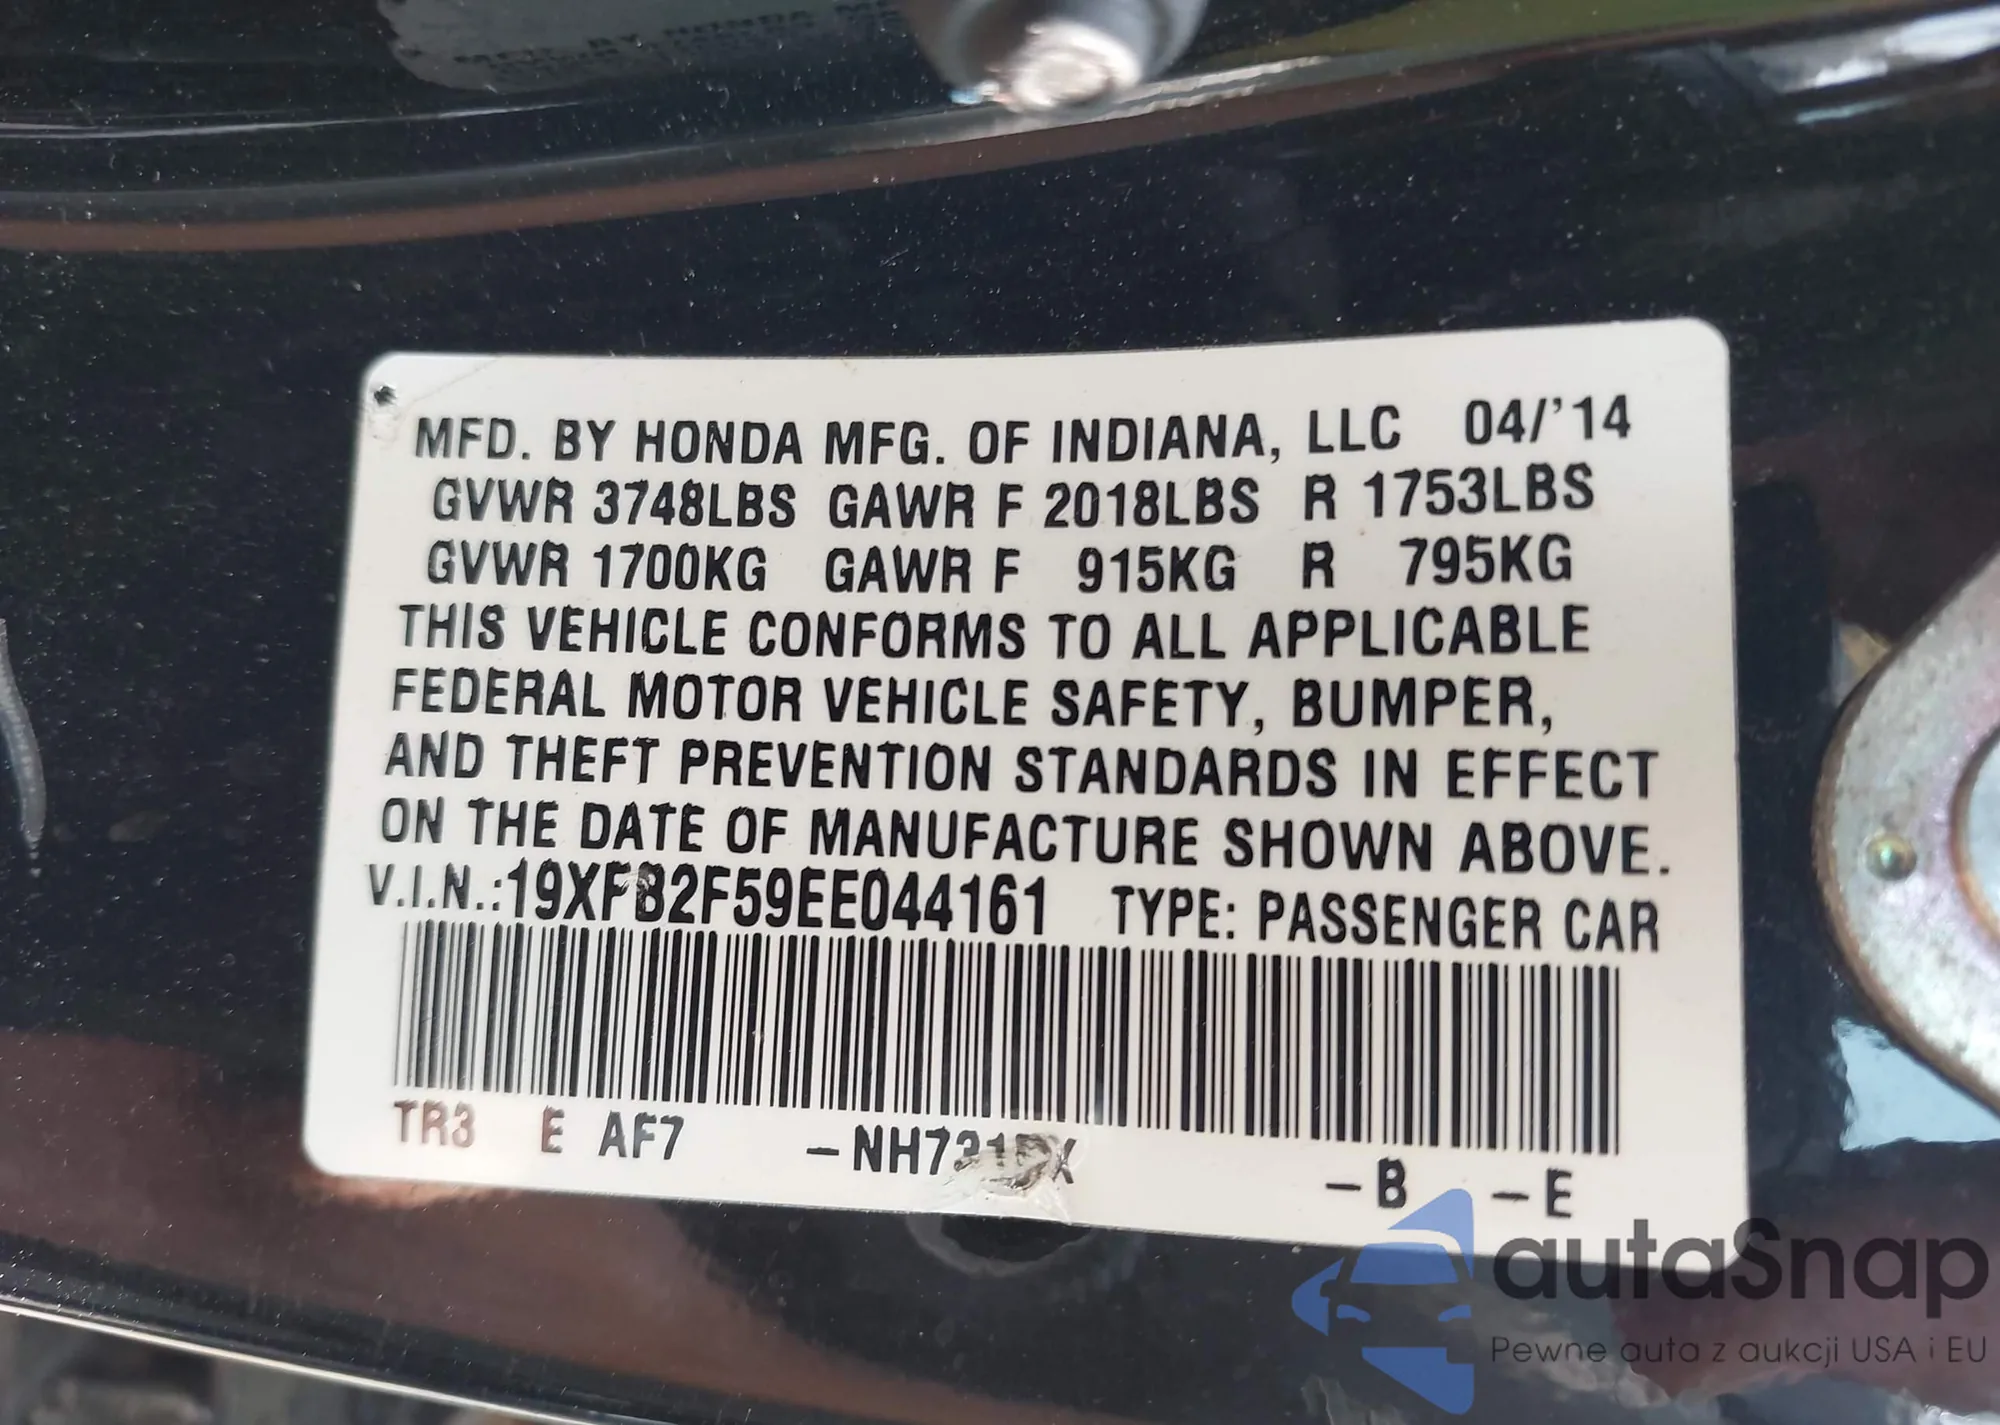 MFD. BY HONDA MFG. OF INDIANA, LLC 04/'14
GVWR 3748LBS GAWR F 2018LBS R 1753LBS
GVWR 1700KG GAWR F 915KG R 795KG
THIS VEHICLE CONFORMS TO ALL APPLICABLE
FEDERAL MOTOR VEHICLE SAFETY, BUMPER,
AND THEFT PREVENTION STANDARDS IN EFFECT
ON THE DATE OF MANUFACTURE SHOWN ABOVE.
V.I.N.:19XFB2F59EE044161 TYPE: PASSENGER CAR
TR3 E AF7 -B -E
autaSnap
Pewne auta z aukcji USA i EU